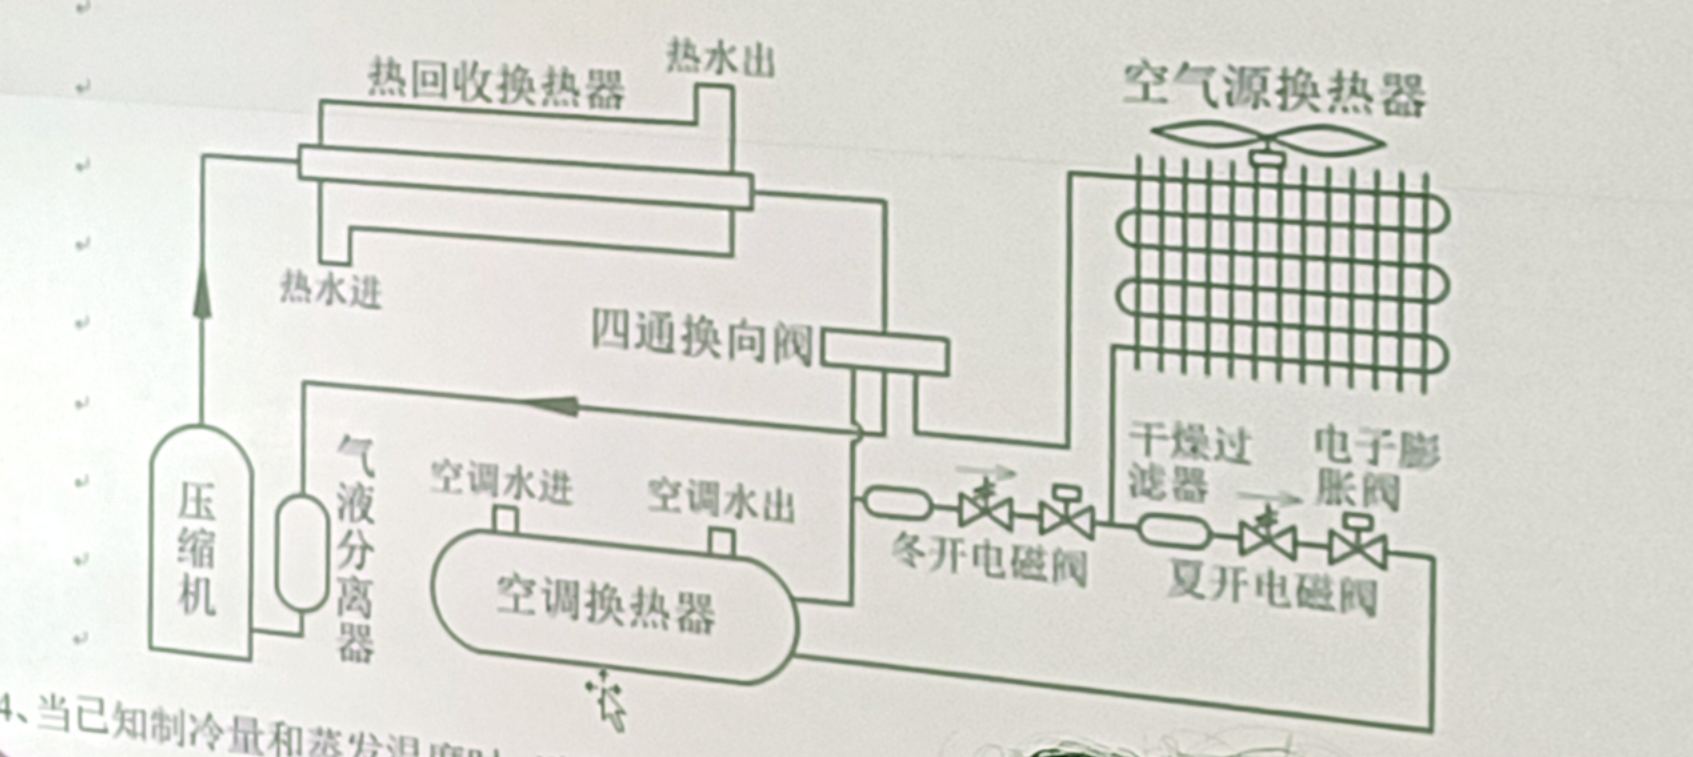 热水出
热回收换热器
空气源换热器
热水进
四通换向阀
干燥过
滤器
电子膨
胀阀
气液分离器
空调水进
空调水出
压缩机
冬开电磁阀
夏开电磁阀
空调换热器
4、当已知制冷量和蒸发温度时